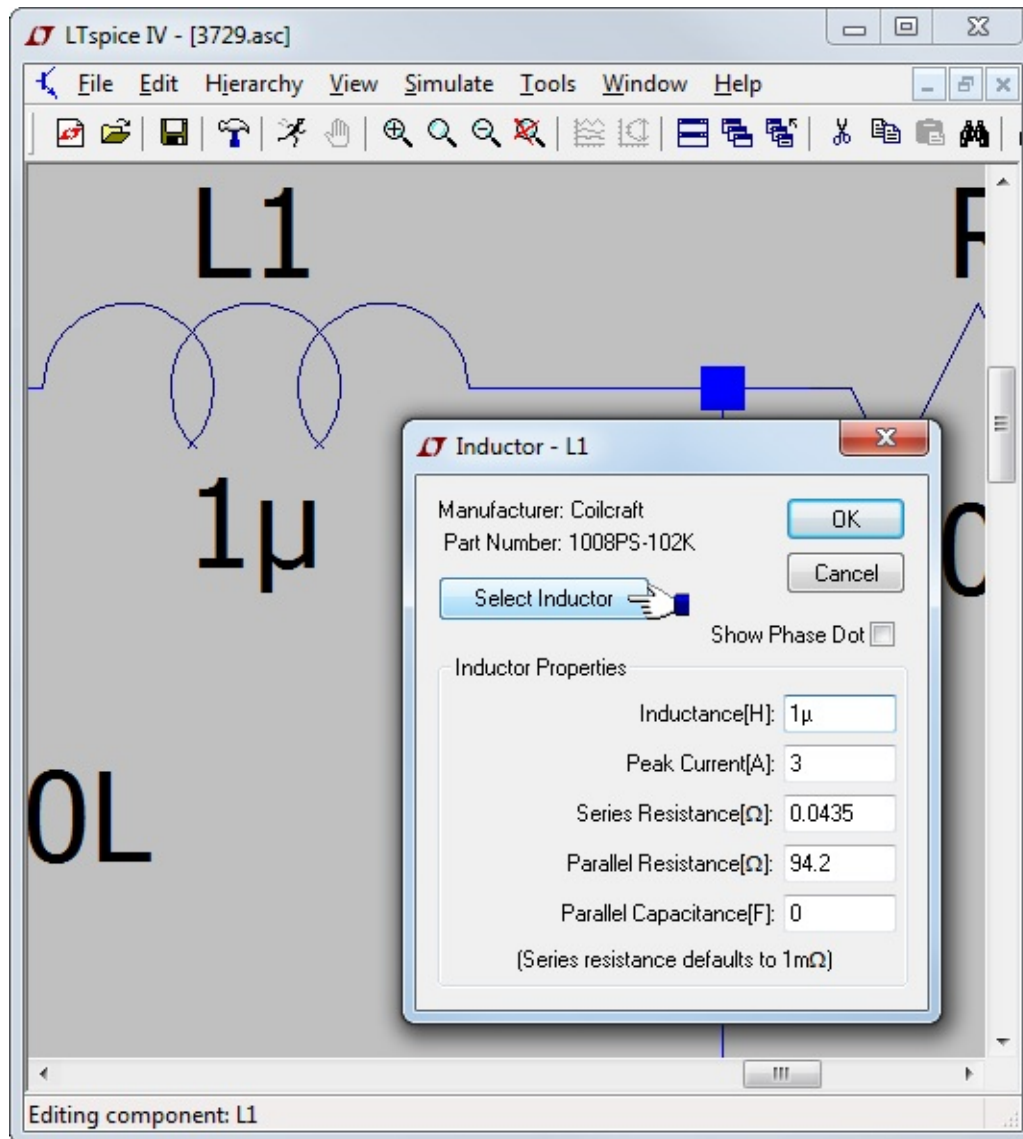 LTspice IV - [3729.asc]
File Edit Hierarchy View Simulate Tools Window Help
L1
1µ
0L
Inductor - L1
Manufacturer: Coilcraft
Part Number: 1008PS-102K
OK
Cancel
Select Inductor
Show Phase Dot
Inductor Properties
Inductance[H]: 1µ
Peak Current[A]: 3
Series Resistance[Ω]: 0.0435
Parallel Resistance[Ω]: 94.2
Parallel Capacitance[F]: 0
(Series resistance defaults to 1mΩ)
Editing component: L1